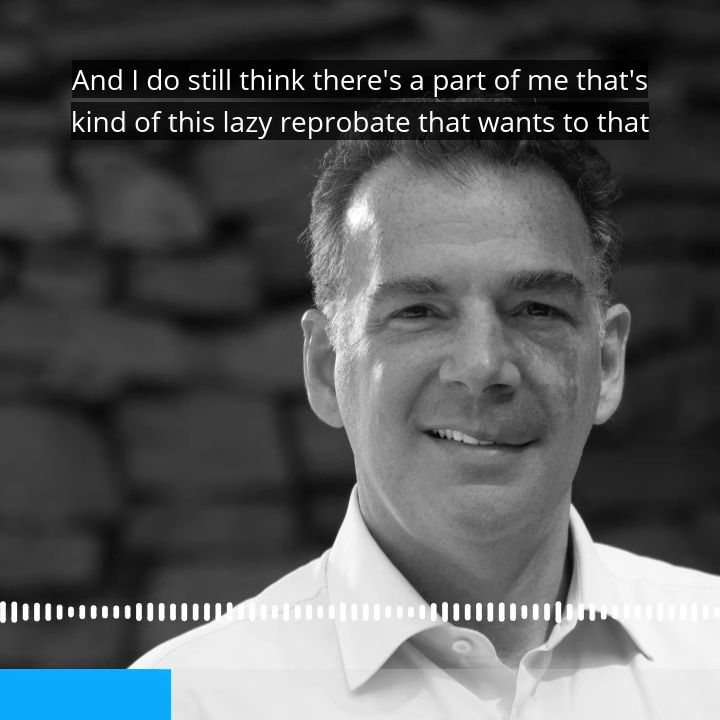 And I do still think there's a part of me that's
kind of this lazy reprobate that wants to that